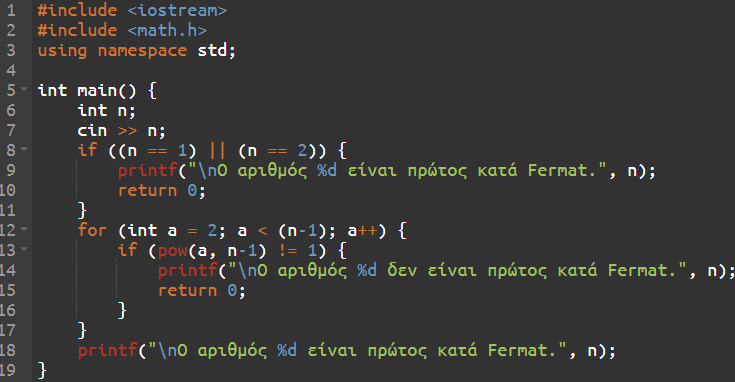 1 #include <iostream>
2 #include <math.h>
3 using namespace std;
4
5 int main() {
6 int n;
7 cin >> n;
8 if ((n == 1) || (n == 2)) {
9 printf("\nΟ αριθμός %d είναι πρώτος κατά Fermat.", n);
10 return 0;
11 }
12 for (int a = 2; a < (n-1); a++) {
13 if (pow(a, n-1) != 1) {
14 printf("\nΟ αριθμός %d δεν είναι πρώτος κατά Fermat.", n);
15 return 0;
16 }
17 }
18 printf("\nΟ αριθμός %d είναι πρώτος κατά Fermat.", n);
19 }